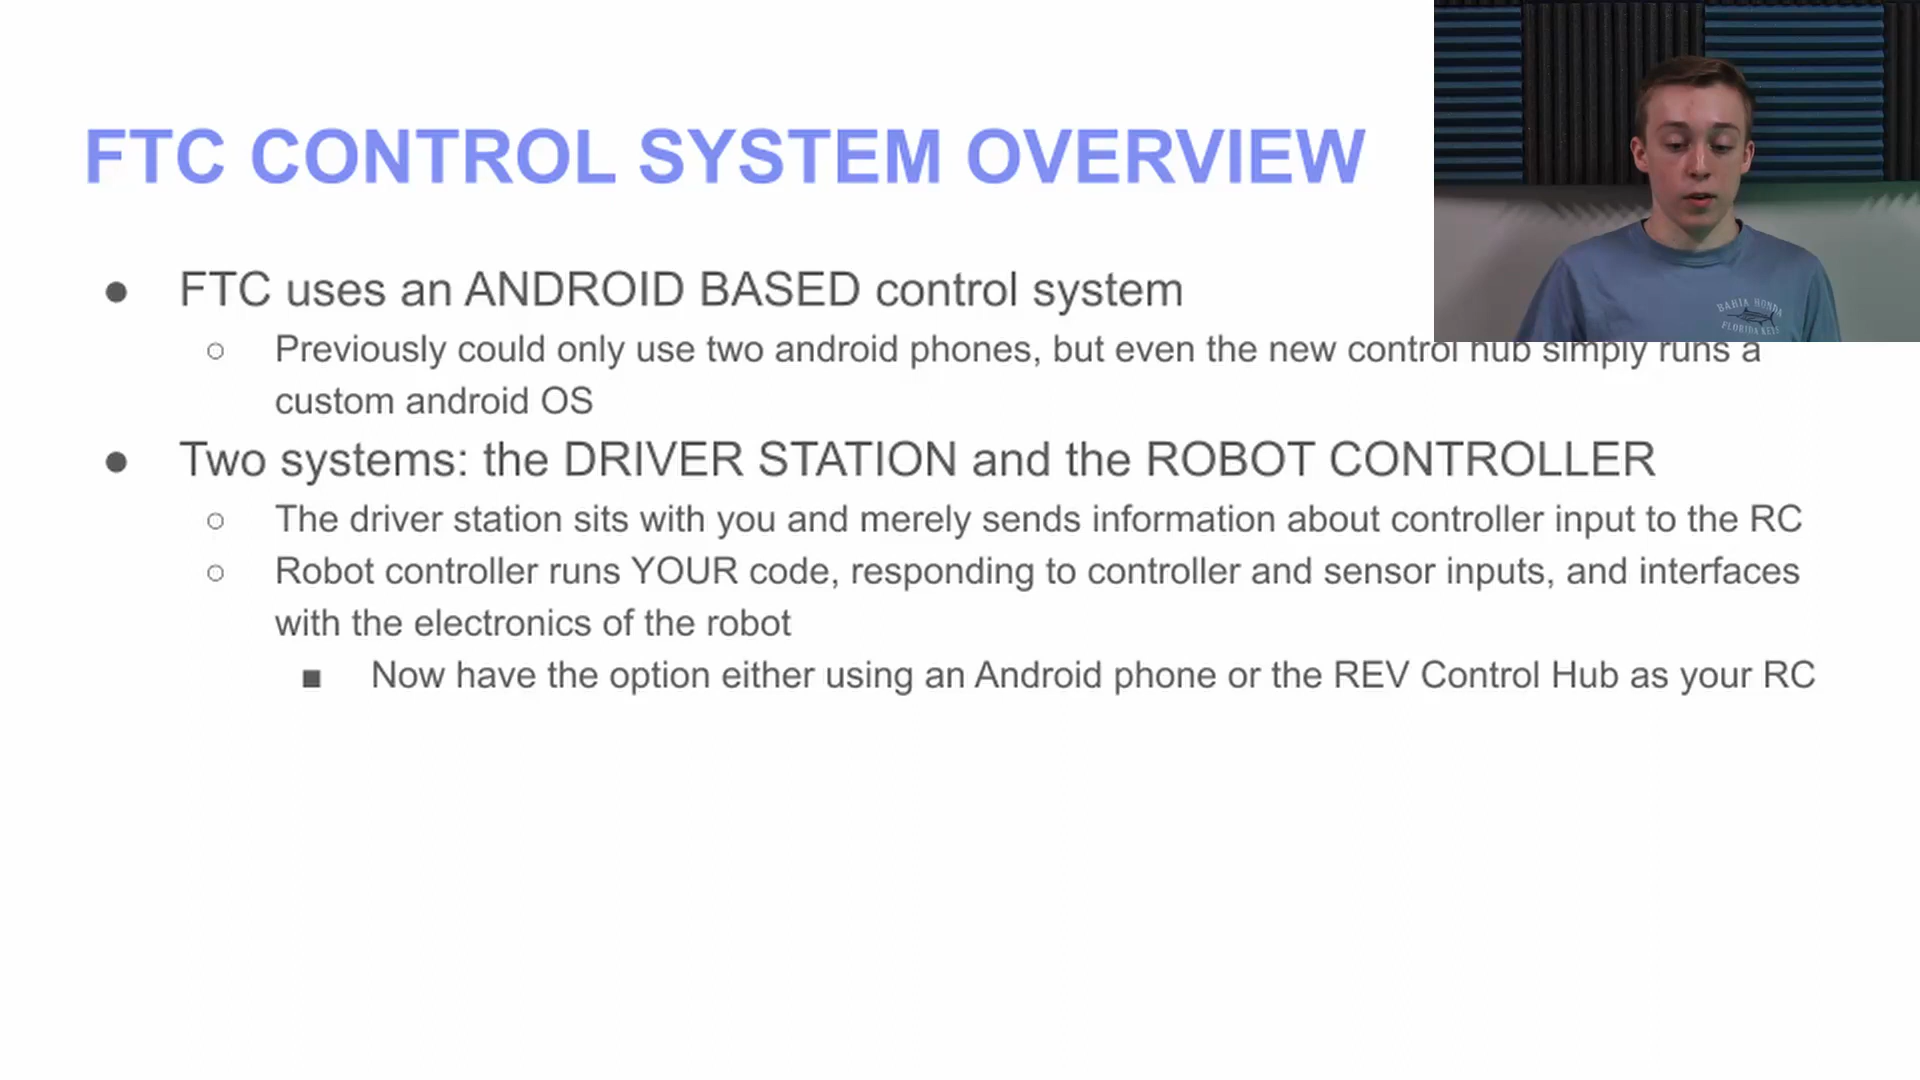 FTC CONTROL SYSTEM OVERVIEW
● FTC uses an ANDROID BASED control system
○ Previously could only use two android phones, but even the new control hub simply runs a
custom android OS
● Two systems: the DRIVER STATION and the ROBOT CONTROLLER
○ The driver station sits with you and merely sends information about controller input to the RC
○ Robot controller runs YOUR code, responding to controller and sensor inputs, and interfaces
with the electronics of the robot
■ Now have the option either using an Android phone or the REV Control Hub as your RC
BAHIA HONDA
FLORIDA KEYS